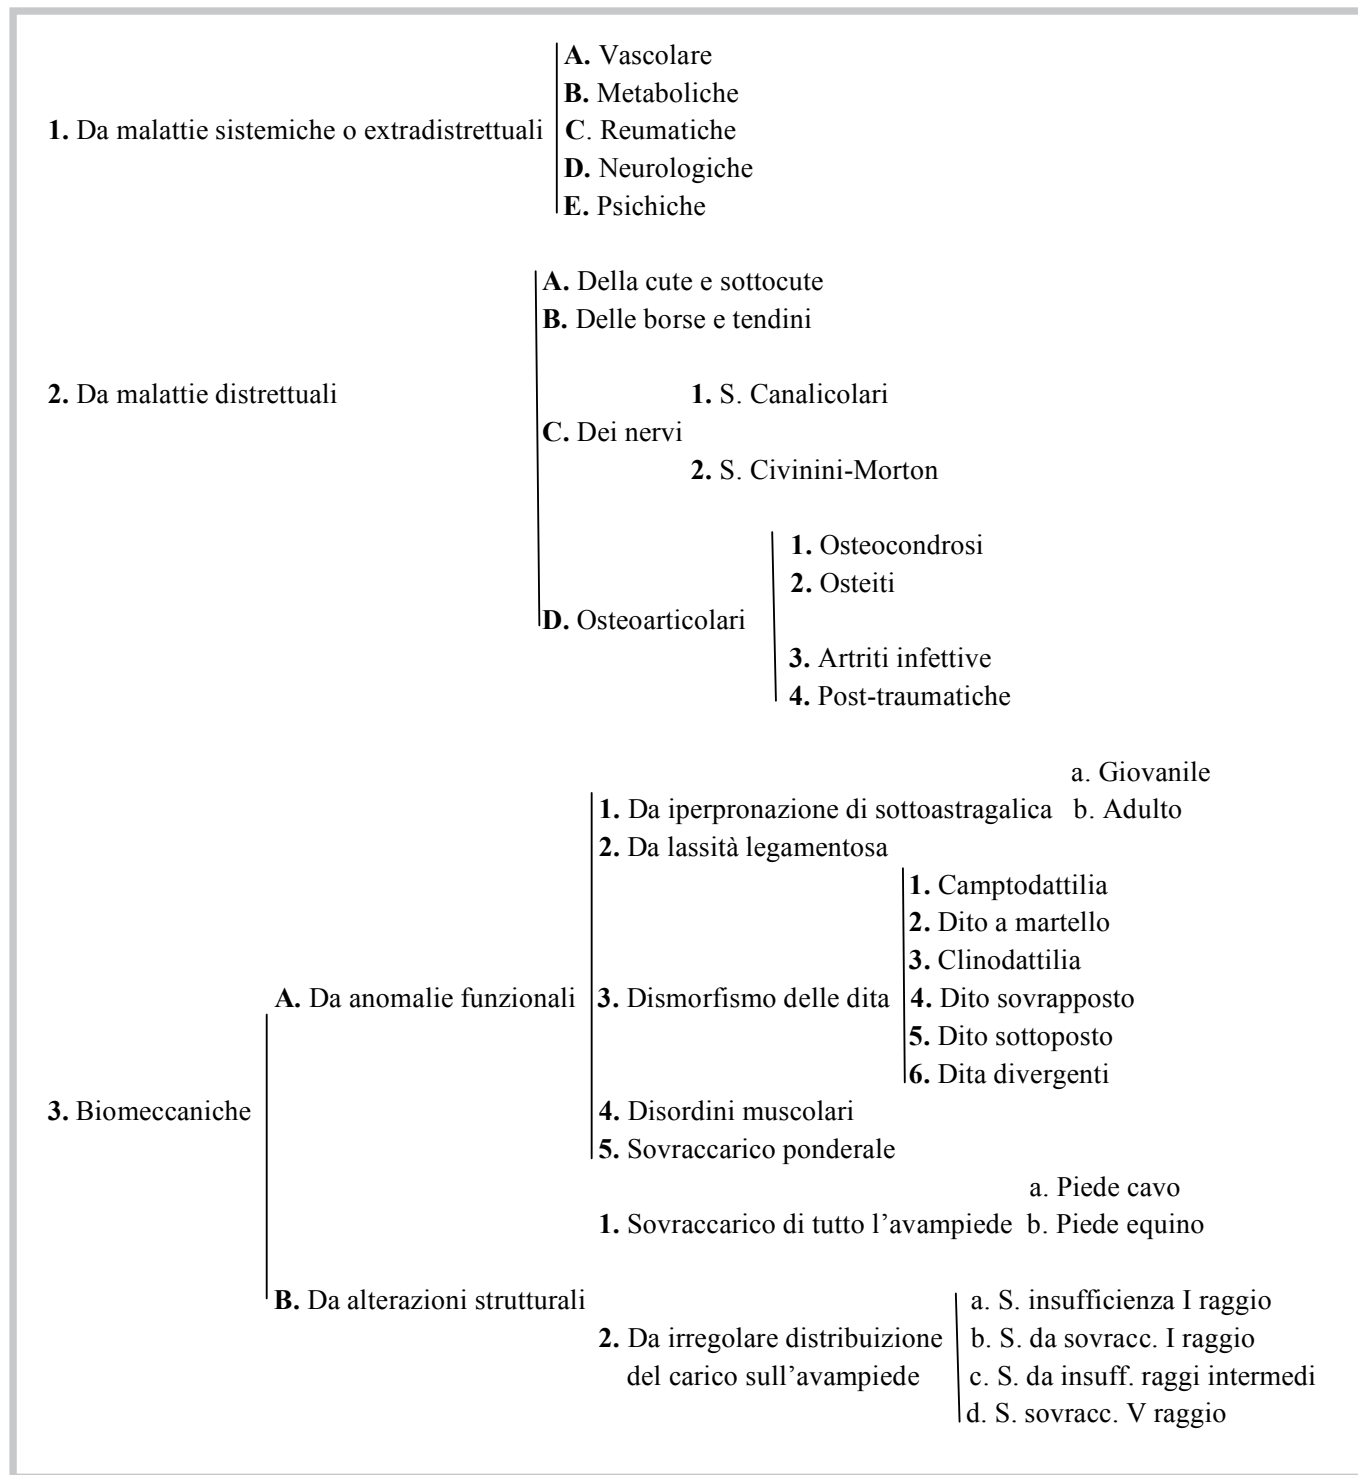 A. Vascolare
B. Metaboliche
1. Da malattie sistemiche o extradistrettuali C. Reumatiche
D. Neurologiche
E. Psichiche
A. Della cute e sottocute
B. Delle borse e tendini
2. Da malattie distrettuali 1. S. Canalicolari
C. Dei nervi
2. S. Civinini-Morton
1. Osteocondrosi
2. Osteiti
D. Osteoarticolari
3. Artriti infettive
4. Post-traumatiche
a. Giovanile
1. Da iperpronazione di sottoastragalica b. Adulto
2. Da lassità legamentosa
1. Camptodattilia
2. Dito a martello
3. Clinodattilia
A. Da anomalie funzionali 3. Dismorfismo delle dita 4. Dito sovrapposto
5. Dito sottoposto
6. Dita divergenti
3. Biomeccaniche 4. Disordini muscolari
5. Sovraccarico ponderale
a. Piede cavo
1. Sovraccarico di tutto l’avampiede b. Piede equino
B. Da alterazioni strutturali a. S. insufficienza I raggio
2. Da irregolare distribuizione b. S. da sovracc. I raggio
del carico sull’avampiede c. S. da insuff. raggi intermedi
d. S. sovracc. V raggio